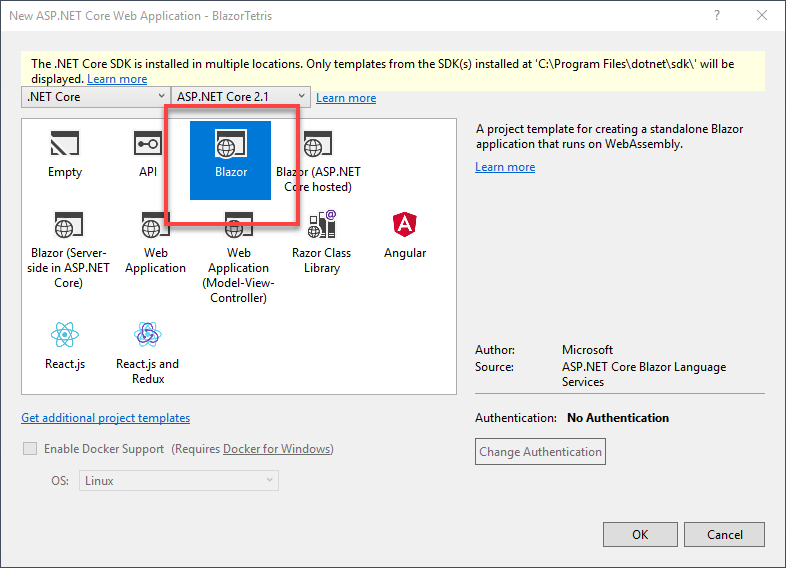 New ASP.NET Core Web Application - BlazorTetris
The .NET Core SDK is installed in multiple locations. Only templates from the SDK(s) installed at 'C:\Program Files\dotnet\sdk\' will be
displayed. Learn more
.NET Core
ASP.NET Core 2.1
Learn more
Empty
API
Blazor
Blazor (ASP.NET
Core hosted)
Blazor (Server-
side in ASP.NET
Core)
Web
Application
Web
Application
(Model-View-
Controller)
Razor Class
Library
Angular
React.js
React.js and
Redux
A project template for creating a standalone Blazor
application that runs on WebAssembly.
Learn more
Author: Microsoft
Source: ASP.NET Core Blazor Language
Services
Get additional project templates
Enable Docker Support (Requires Docker for Windows)
OS: Linux
Authentication: No Authentication
Change Authentication
OK
Cancel